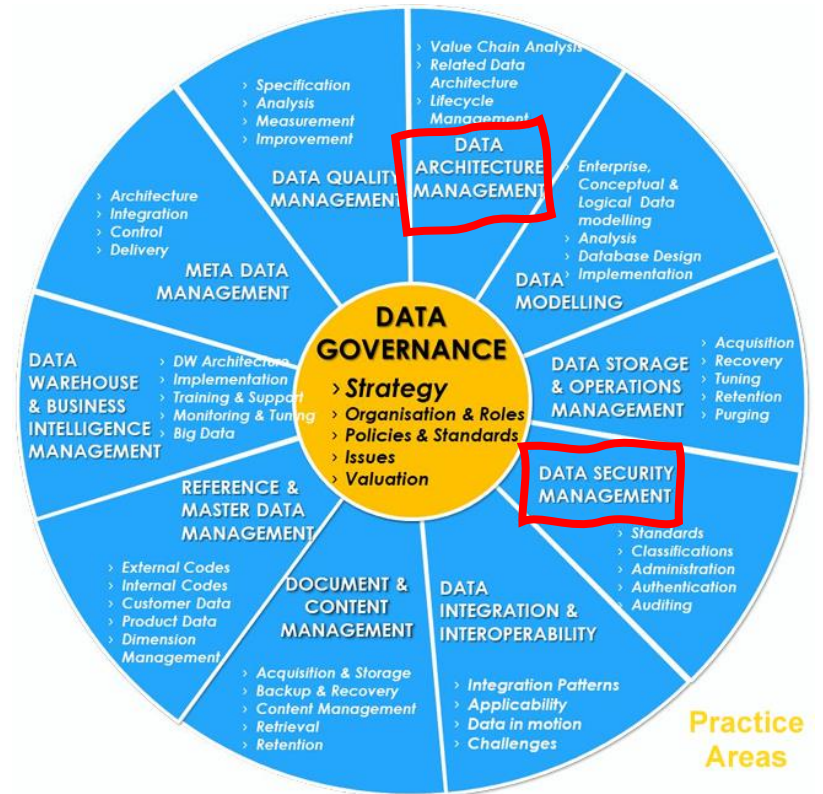 › Value Chain Analysis
› Related Data
Architecture
› Lifecycle
Management
DATA
ARCHITECTURE
MANAGEMENT
› Enterprise,
Conceptual &
Logical Data
modelling
› Analysis
› Database Design
› Implementation
DATA
MODELLING
DATA STORAGE
& OPERATIONS
MANAGEMENT
› Acquisition
› Recovery
› Tuning
› Retention
› Purging
DATA SECURITY
MANAGEMENT
› Standards
› Classifications
› Administration
› Authentication
› Auditing
DATA
INTEGRATION &
INTEROPERABILITY
› Integration Patterns
› Applicability
› Data in motion
› Challenges
DOCUMENT &
CONTENT
MANAGEMENT
› Acquisition & Storage
› Backup & Recovery
› Content Management
› Retrieval
› Retention
REFERENCE &
MASTER DATA
MANAGEMENT
› External Codes
› Internal Codes
› Customer Data
› Product Data
› Dimension
Management
DATA
WAREHOUSE
& BUSINESS
INTELLIGENCE
MANAGEMENT
› DW Architecture
› Implementation
› Training & Support
› Monitoring & Tuning
› Big Data
› Architecture
› Integration
› Control
› Delivery
META DATA
MANAGEMENT
› Specification
› Analysis
› Measurement
› Improvement
DATA QUALITY
MANAGEMENT
DATA
GOVERNANCE
› Strategy
› Organisation & Roles
› Policies & Standards
› Issues
› Valuation
Practice
Areas